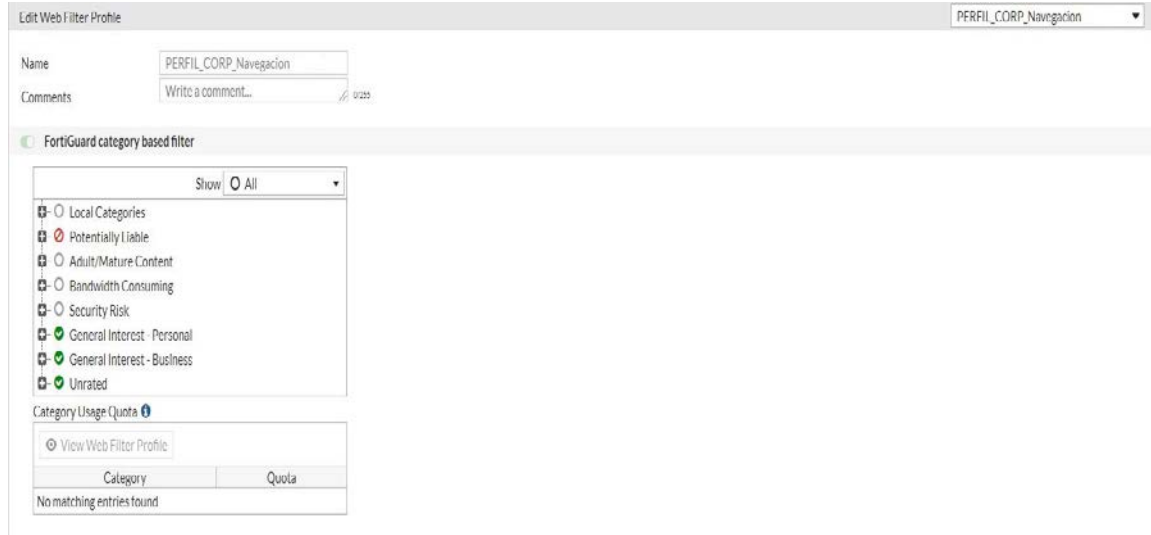 Edit Web Filter Profile PERFIL_CORP_Navegacion
Name PERFIL_CORP_Navegacion
Comments Write a comment... 0/255
FortiGuard category based filter
Show All
Local Categories
Potentially Liable
Adult/Mature Content
Bandwidth Consuming
Security Risk
General Interest - Personal
General Interest - Business
Unrated
Category Usage Quota
View Web Filter Profile
Category Quota
No matching entries found